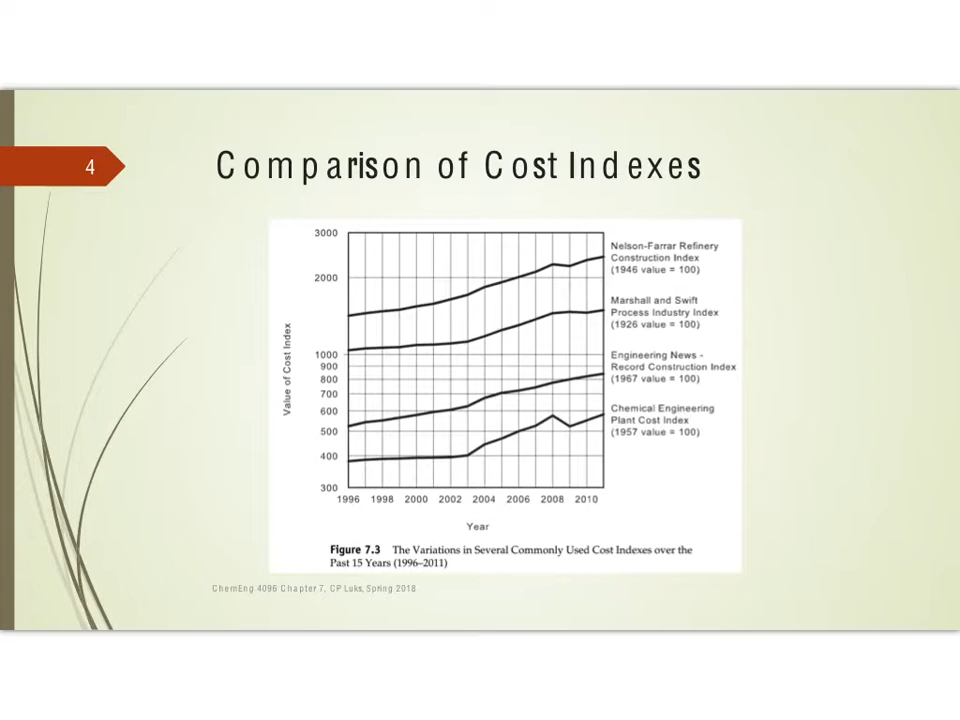 4
Comparison of Cost Indexes
3000
2000
1000
900
800
700
600
500
400
300
Value of Cost Index
1996 1998 2000 2002 2004 2006 2008 2010
Year
Nelson-Farrar Refinery
Construction Index
(1946 value = 100)
Marshall and Swift
Process Industry Index
(1926 value = 100)
Engineering News -
Record Construction Index
(1967 value = 100)
Chemical Engineering
Plant Cost Index
(1957 value = 100)
Figure 7.3 The Variations in Several Commonly Used Cost Indexes over the
Past 15 Years (1996–2011)
ChemEng 4096 Chapter 7, CP Luks, Spring 2018